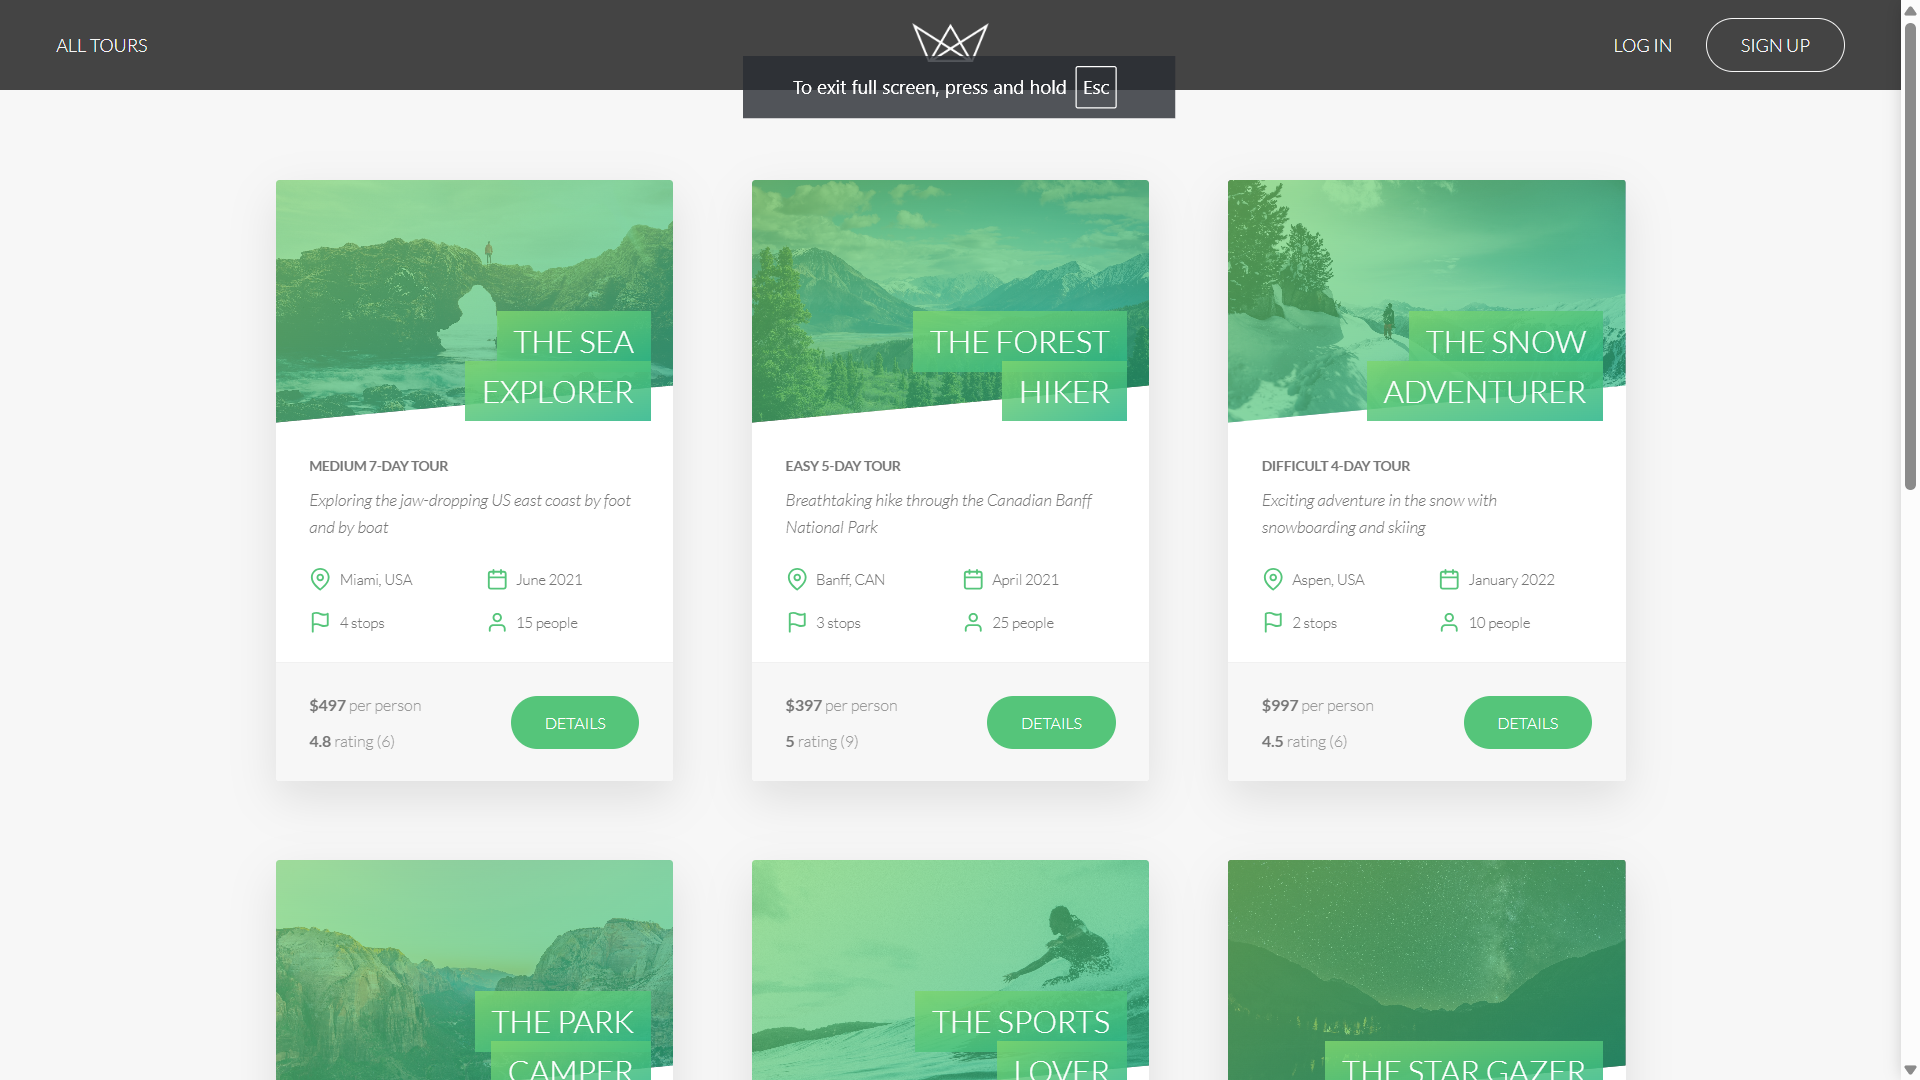 ALL TOURS
LOG IN
SIGN UP
To exit full screen, press and hold Esc
THE SEA
EXPLORER
MEDIUM 7-DAY TOUR
Exploring the jaw-dropping US east coast by foot
and by boat
Miami, USA
June 2021
4 stops
15 people
$497 per person
4.8 rating (6)
DETAILS
THE FOREST
HIKER
EASY 5-DAY TOUR
Breathtaking hike through the Canadian Banff
National Park
Banff, CAN
April 2021
3 stops
25 people
$397 per person
5 rating (9)
DETAILS
THE SNOW
ADVENTURER
DIFFICULT 4-DAY TOUR
Exciting adventure in the snow with
snowboarding and skiing
Aspen, USA
January 2022
2 stops
10 people
$997 per person
4.5 rating (6)
DETAILS
THE PARK
CAMPER
THE SPORTS
LOVER
THE STAR GAZER